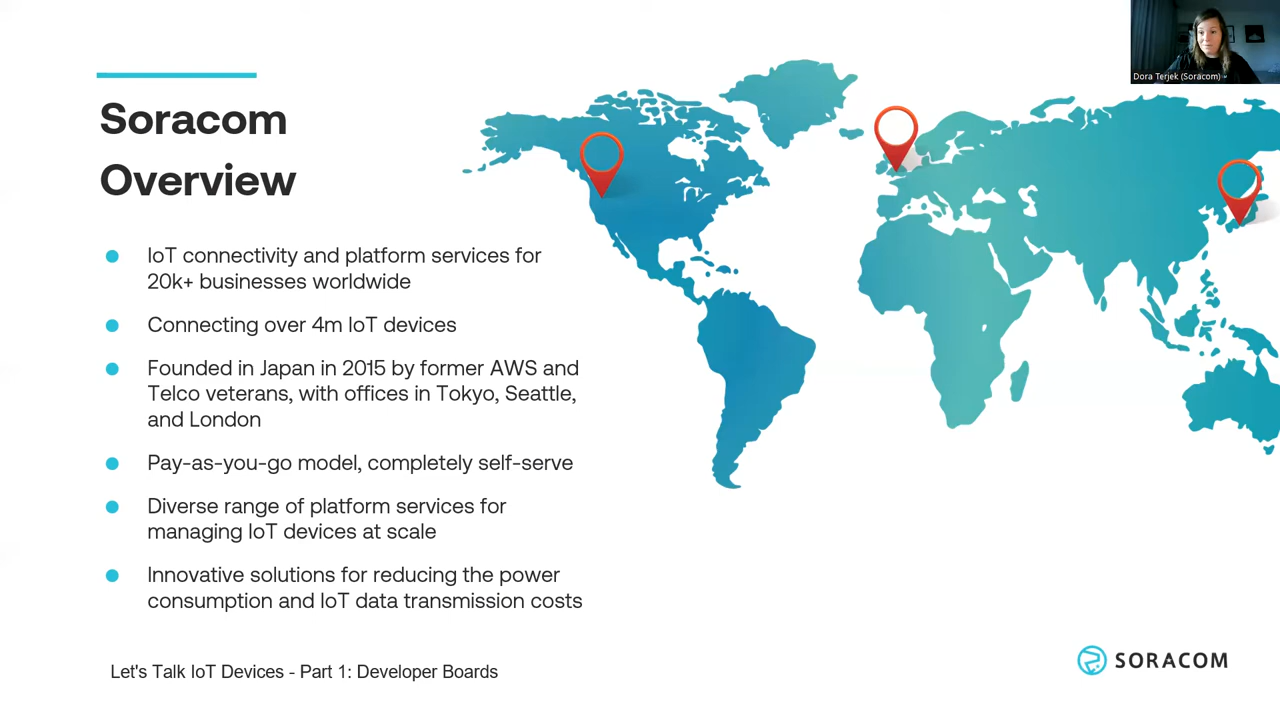 Dora Terjek (Soracom)
Soracom
Overview
IoT connectivity and platform services for
20k+ businesses worldwide
Connecting over 4m IoT devices
Founded in Japan in 2015 by former AWS and
Telco veterans, with offices in Tokyo, Seattle,
and London
Pay-as-you-go model, completely self-serve
Diverse range of platform services for
managing IoT devices at scale
Innovative solutions for reducing the power
consumption and IoT data transmission costs
Let's Talk IoT Devices - Part 1: Developer Boards
SORACOM